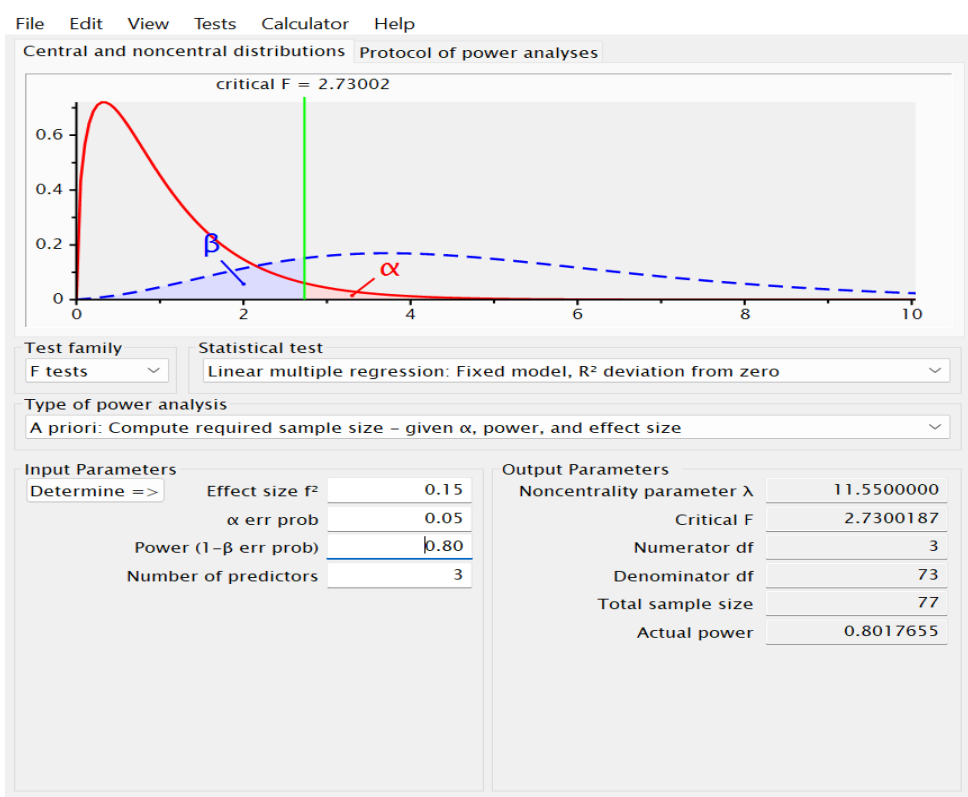 File Edit View Tests Calculator Help
Central and noncentral distributions Protocol of power analyses
critical F = 2.73002
0.6
0.4
0.2
0
β
α
0 2 4 6 8 10
Test family
F tests
Statistical test
Linear multiple regression: Fixed model, R² deviation from zero
Type of power analysis
A priori: Compute required sample size – given α, power, and effect size
Input Parameters
Determine => Effect size f² 0.15
α err prob 0.05
Power (1–β err prob) 0.80
Number of predictors 3
Output Parameters
Noncentrality parameter λ 11.5500000
Critical F 2.7300187
Numerator df 3
Denominator df 73
Total sample size 77
Actual power 0.8017655